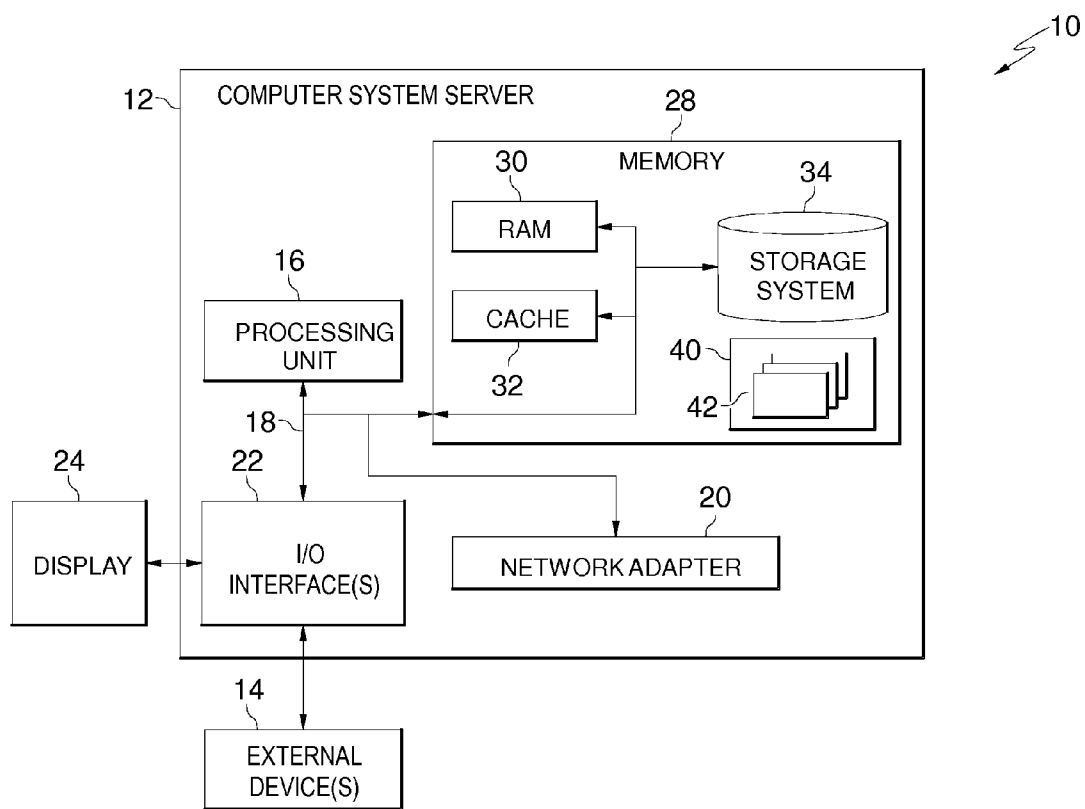 10
12
COMPUTER SYSTEM SERVER
28
MEMORY
30
RAM
34
STORAGE
SYSTEM
16
PROCESSING
UNIT
CACHE
32
40
42
18
24
DISPLAY
22
I/O
INTERFACE(S)
20
NETWORK ADAPTER
14
EXTERNAL
DEVICE(S)